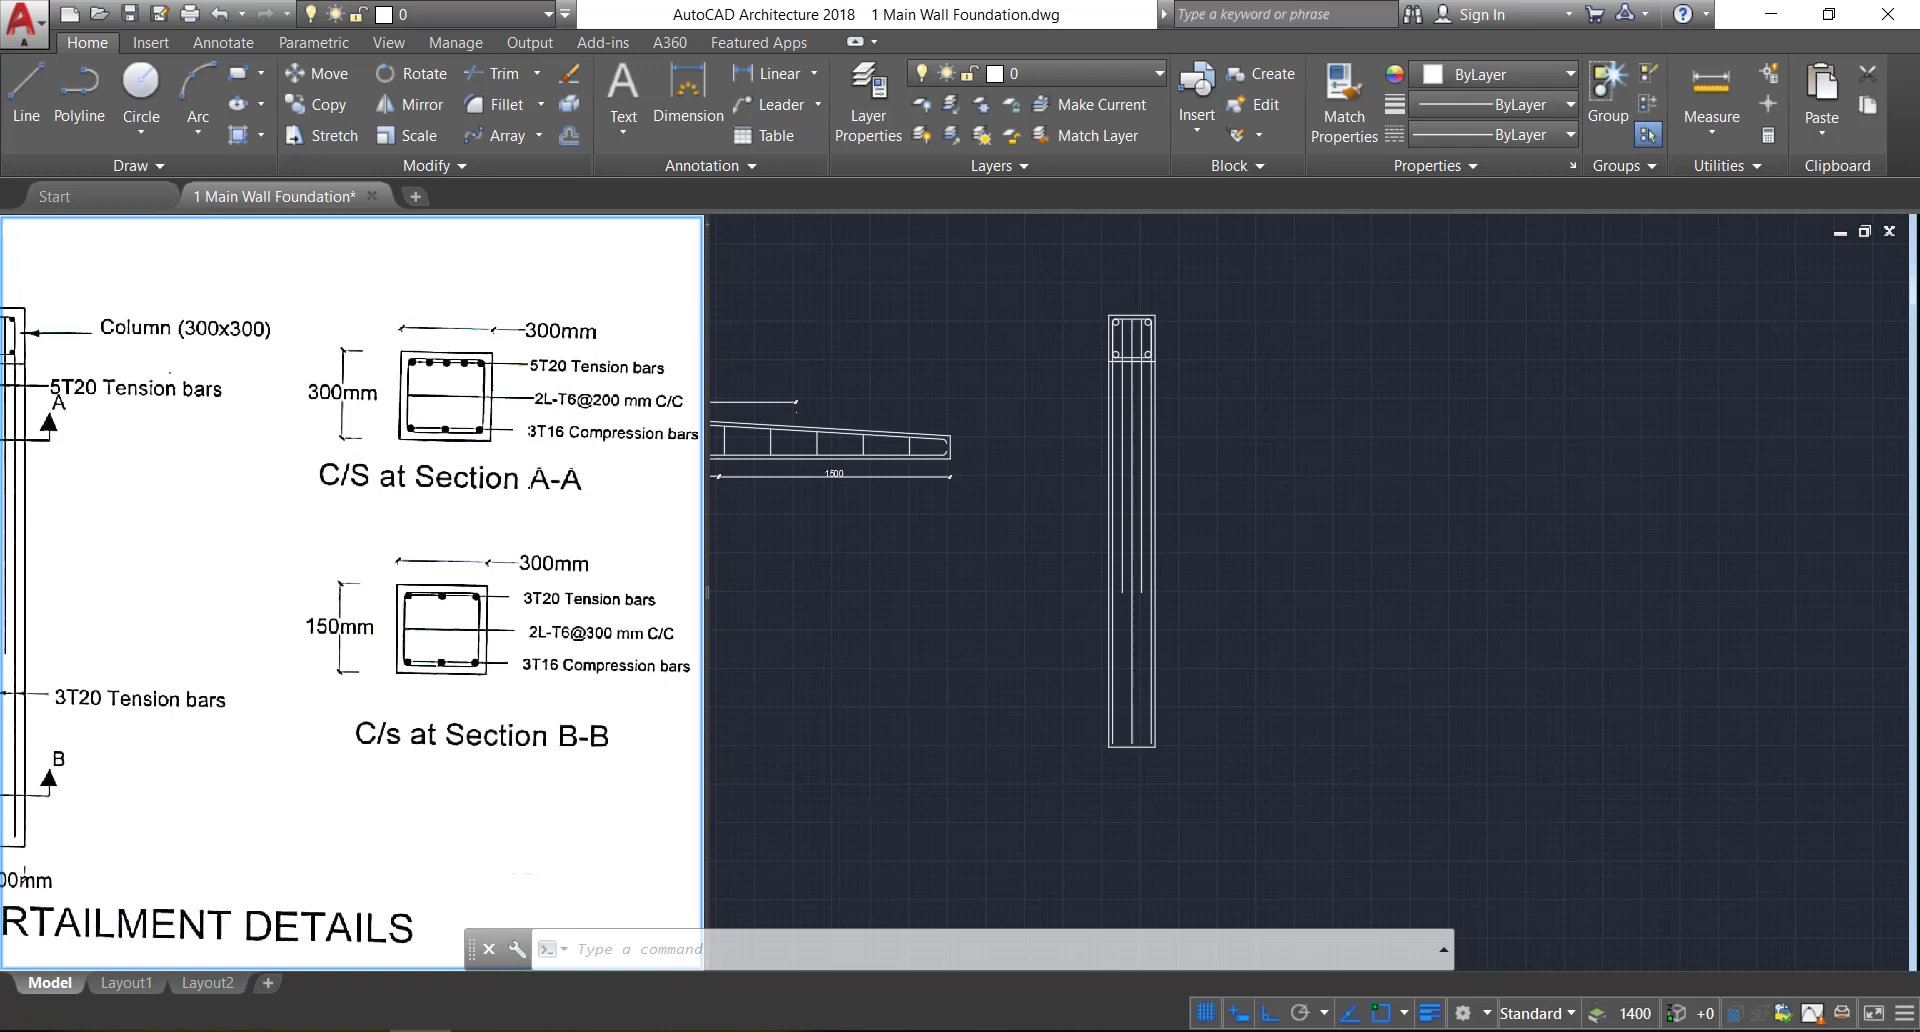 0
AutoCAD Architecture 2018 1 Main Wall Foundation.dwg
Type a keyword or phrase
Sign In
A
Home Insert Annotate Parametric View Manage Output Add-ins A360 Featured Apps
Line Polyline Circle Arc
Draw
Move Rotate Trim
Copy Mirror Fillet
Stretch Scale Array
Modify
Text Dimension
Linear
Leader
Table
Annotation
Layer Properties
0
Make Current
Match Layer
Layers
Insert
Create
Edit
Block
Match Properties
ByLayer
ByLayer
ByLayer
Properties
Group
Groups
Measure
Utilities
Paste
Clipboard
Start
1 Main Wall Foundation*
Column (300x300)
5T20 Tension bars
A
3T20 Tension bars
B
00mm
RTAILMENT DETAILS
300mm
300mm
5T20 Tension bars
2L-T6@200 mm C/C
3T16 Compression bars
C/S at Section A-A
300mm
150mm
3T20 Tension bars
2L-T6@300 mm C/C
3T16 Compression bars
C/s at Section B-B
1500
Type a command
Model Layout1 Layout2
Standard 1400 +0